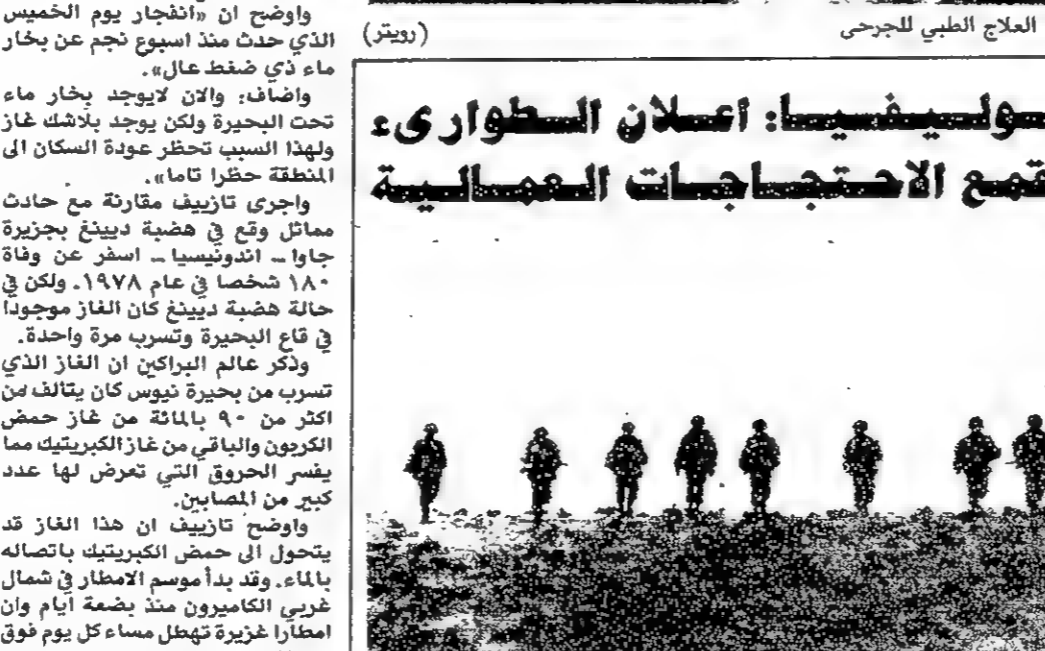 العلاج الطبي للجرحى
(رويتر)
ـوليفيا: اعلان الطوارىء
قمع الاحتجاجات العمالية
واوضح ان «انفجار يوم الخميس
الذي حدث منذ اسبوع نجم عن بخار
ماء ذي ضغط عال».
واضاف: والان لايوجد بخار ماء
تحت البحيرة ولكن يوجد بلاشك غاز
ولهذا السبب تحظر عودة السكان الى
المنطقة حظرا تاما».
واجرى تازييف مقارنة مع حادث
مماثل وقع في هضبة ديينغ بجزيرة
جاوا ـ اندونيسيا ـ اسفر عن وفاة
١٨٠ شخصا في عام ١٩٧٨. ولكن في
حالة هضبة ديينغ كان الغاز موجودا
في قاع البحيرة وتسرب مرة واحدة.
وذكر عالم البراكين ان الغاز الذي
تسرب من بحيرة نيوس كان يتالف من
اكثر من ٩٠ بالمائة من غاز حمض
الكربون والباقي من غاز الكبريتيك مما
يفسر الحروق التي تعرض لها عدد
كبير من المصابين.
واوضح تازييف ان هذا الغاز قد
يتحول الى حمض الكبريتيك باتصاله
بالماء. وقد بدأ موسم الامطار في شمال
غربي الكاميرون منذ بضعة ايام وان
امطارا غزيرة تهطل مساء كل يوم فوق